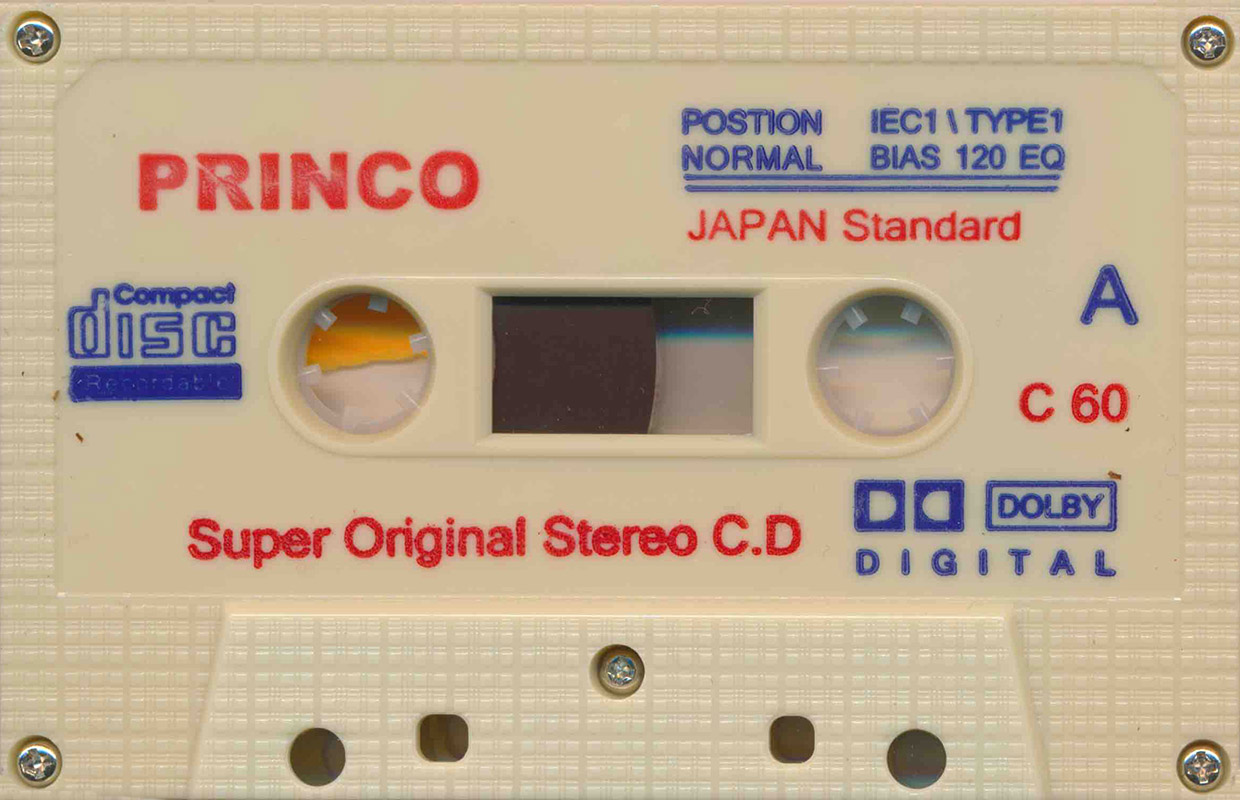 POSTION IEC1 \ TYPE1
NORMAL BIAS 120 EQ
PRINCO
JAPAN Standard
A
Compact
disc
Recordable
C 60
Super Original Stereo C.D
DOLBY
DIGITAL